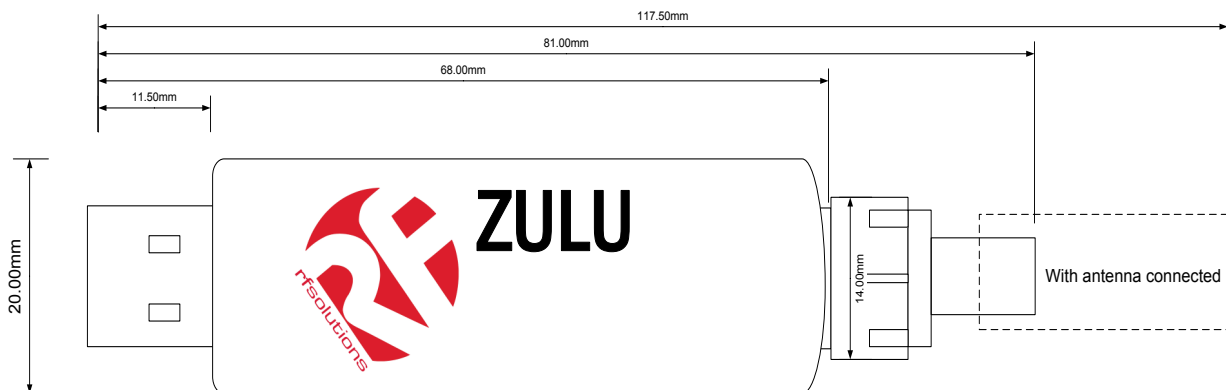 117.50mm
81.00mm
68.00mm
11.50mm
20.00mm
RF
rfsolutions
ZULU
14.00mm
With antenna connected